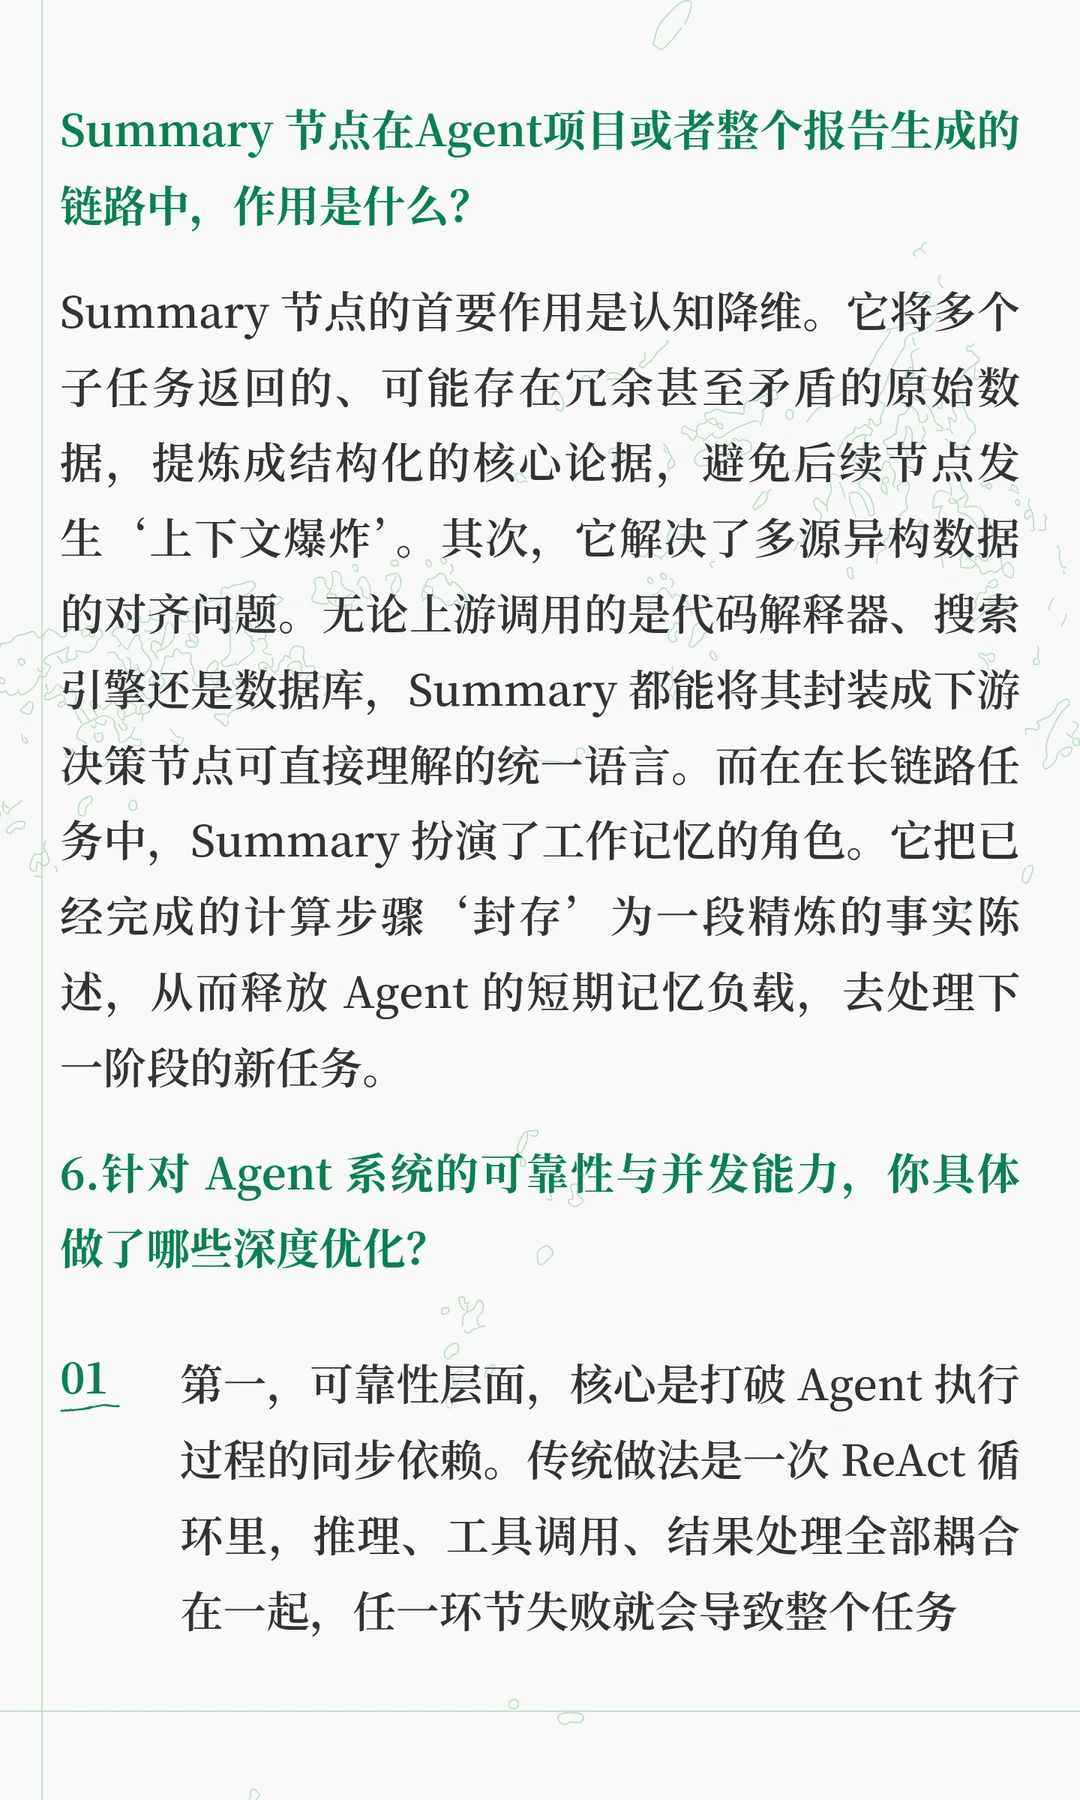 Summary 节点在Agent项目或者整个报告生成的
链路中，作用是什么？
Summary 节点的首要作用是认知降维。它将多个
子任务返回的、可能存在冗余甚至矛盾的原始数
据，提炼成结构化的核心论据，避免后续节点发
生‘上下文爆炸’。其次，它解决了多源异构数据
的对齐问题。无论上游调用的是代码解释器、搜索
引擎还是数据库，Summary 都能将其封装成下游
决策节点可直接理解的统一语言。而在在长链路任
务中，Summary 扮演了工作记忆的角色。它把已
经完成的计算步骤‘封存’为一段精炼的事实陈
述，从而释放 Agent 的短期记忆负载，去处理下
一阶段的新任务。
6.针对 Agent 系统的可靠性与并发能力，你具体
做了哪些深度优化？
01 第一，可靠性层面，核心是打破 Agent 执行
过程的同步依赖。传统做法是一次 ReAct 循
环里，推理、工具调用、结果处理全部耦合
在一起，任一环节失败就会导致整个任务